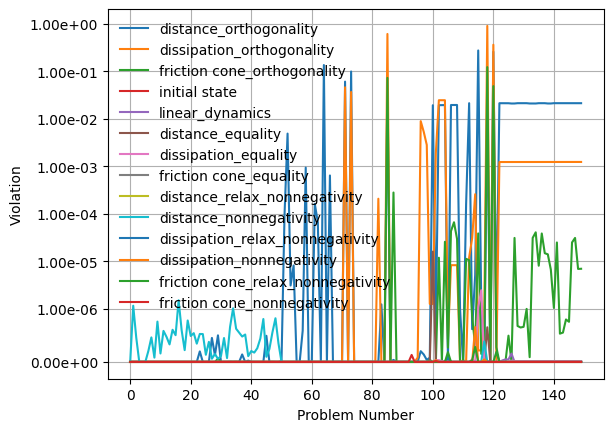 1.00e+00
1.00e-01
1.00e-02
1.00e-03
1.00e-04
1.00e-05
1.00e-06
0.00e+00
Violation
distance_orthogonality
dissipation_orthogonality
friction cone_orthogonality
initial state
linear_dynamics
distance_equality
dissipation_equality
friction cone_equality
distance_relax_nonnegativity
distance_nonnegativity
dissipation_relax_nonnegativity
dissipation_nonnegativity
friction cone_relax_nonnegativity
friction cone_nonnegativity
0 20 40 60 80 100 120 140
Problem Number